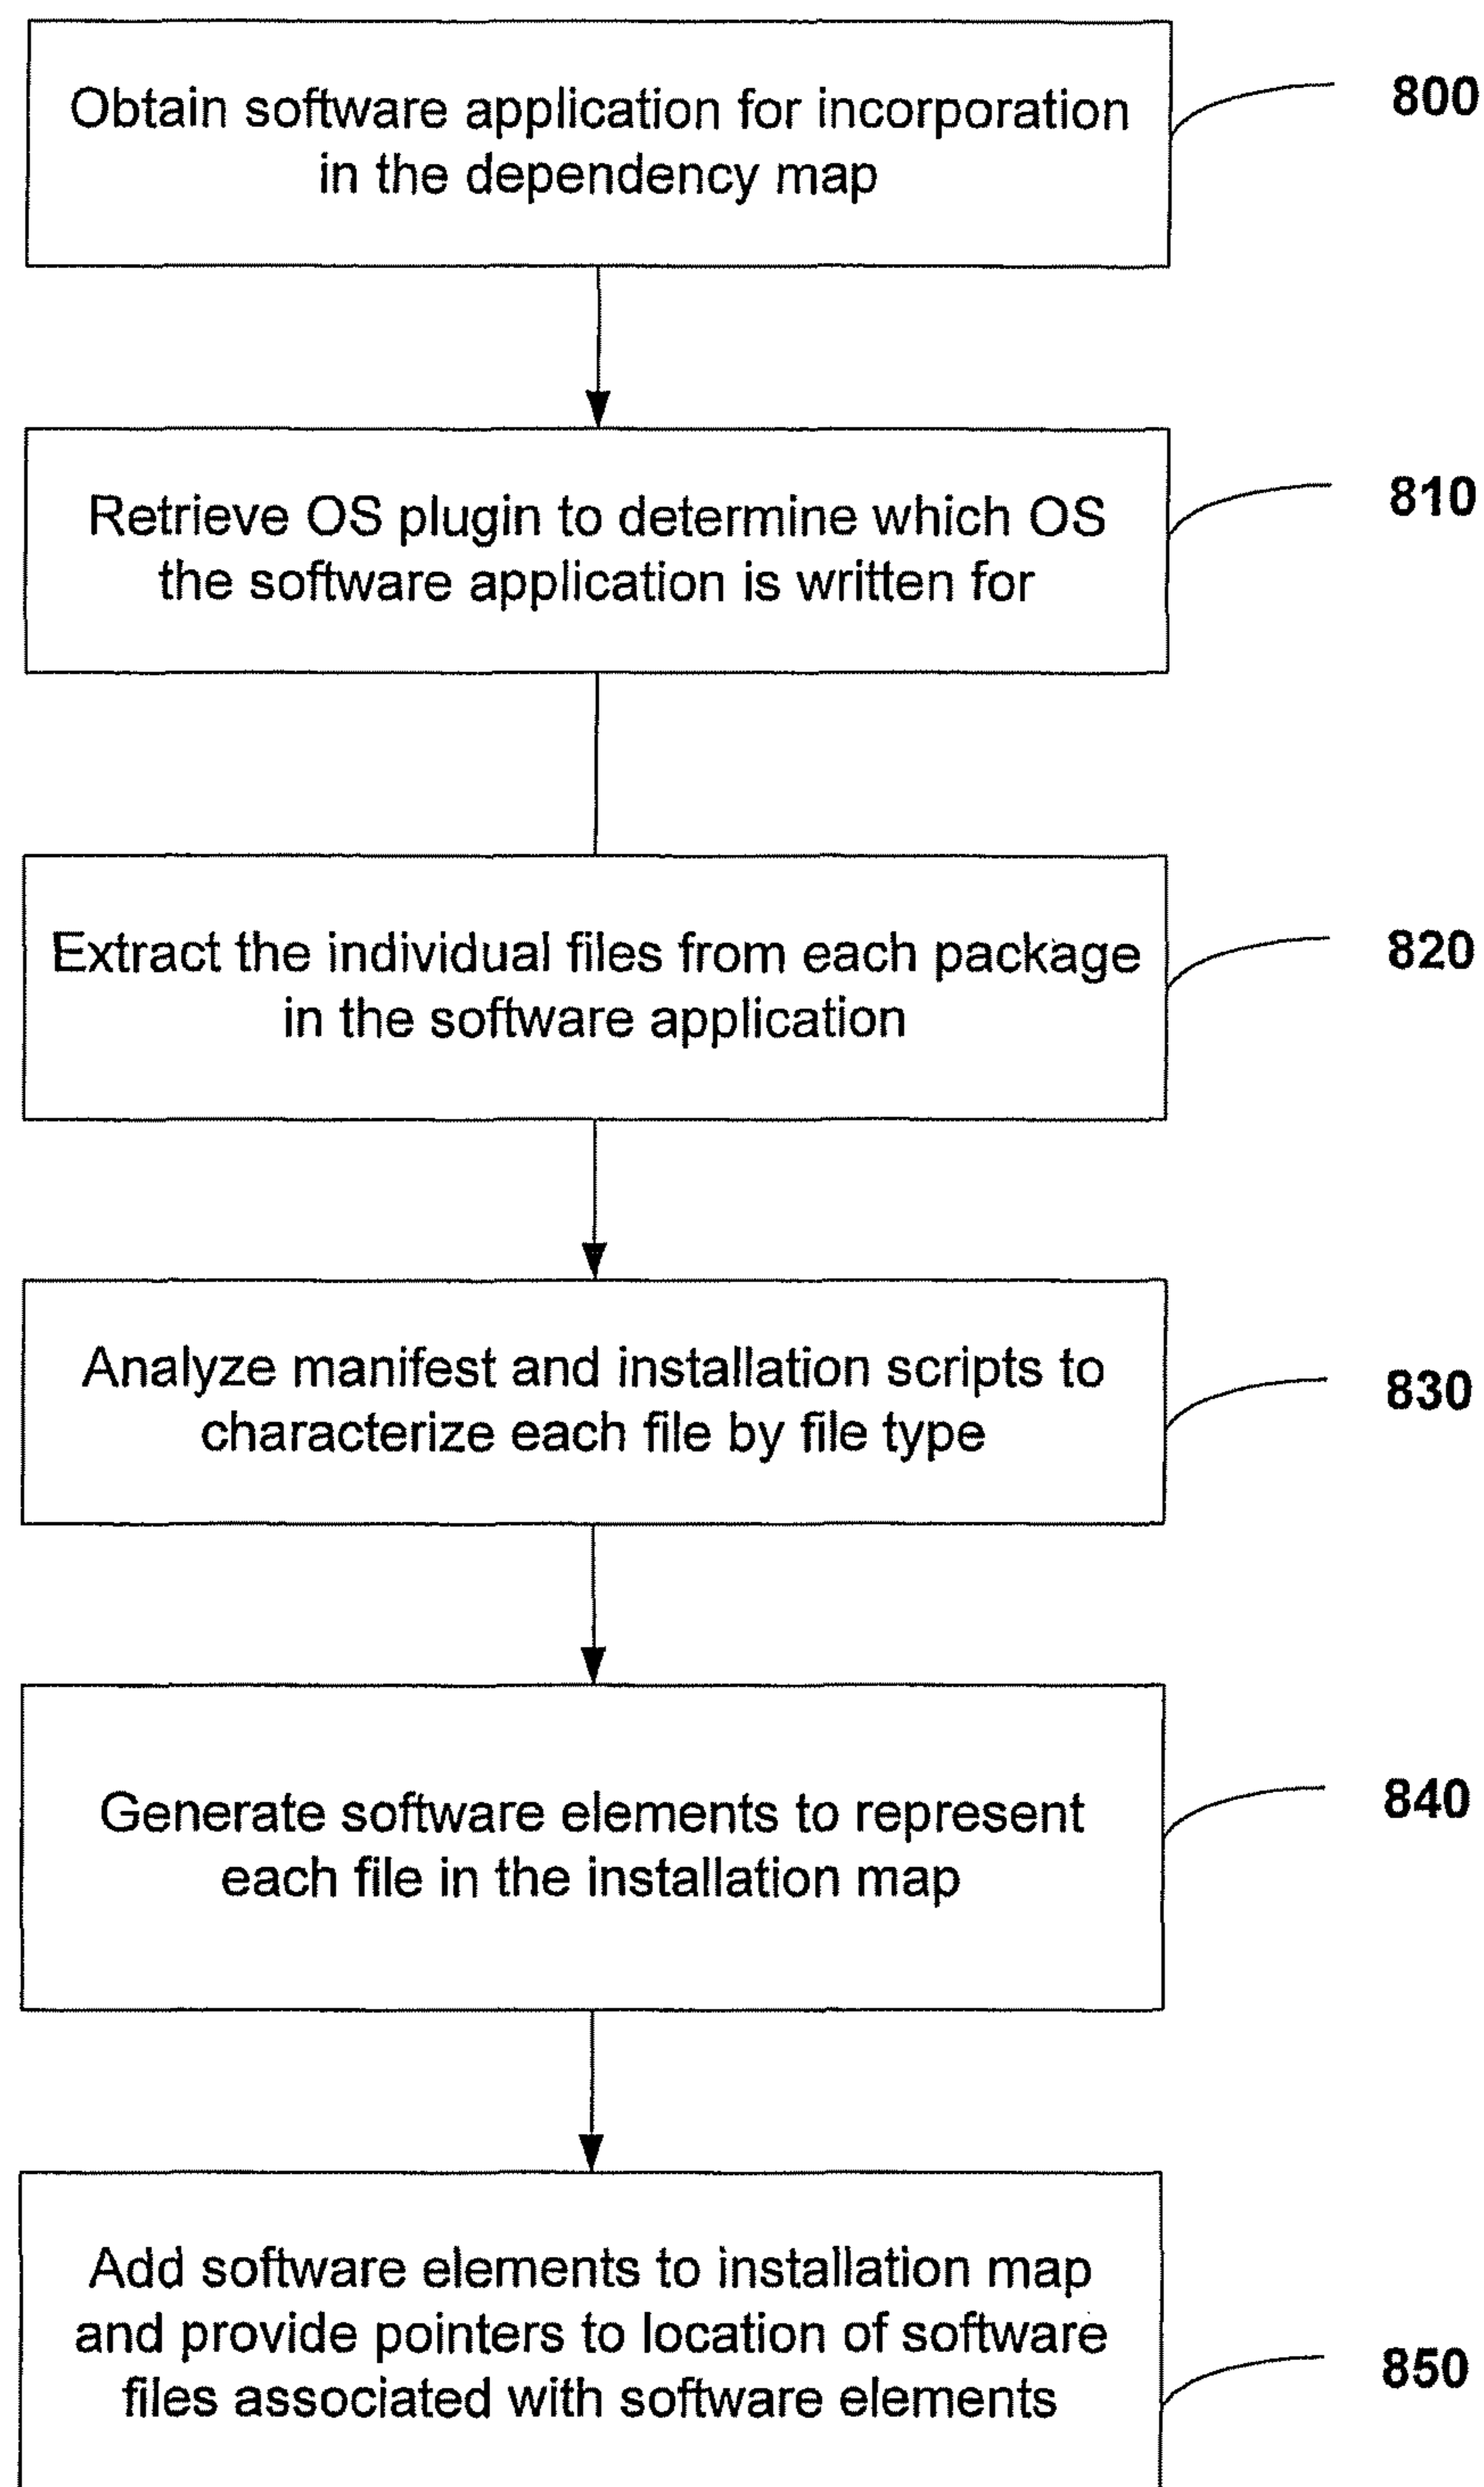 Obtain software application for incorporation
in the dependency map
800
Retrieve OS plugin to determine which OS
the software application is written for
810
Extract the individual files from each package
in the software application
820
Analyze manifest and installation scripts to
characterize each file by file type
830
Generate software elements to represent
each file in the installation map
840
Add software elements to installation map
and provide pointers to location of software
files associated with software elements
850